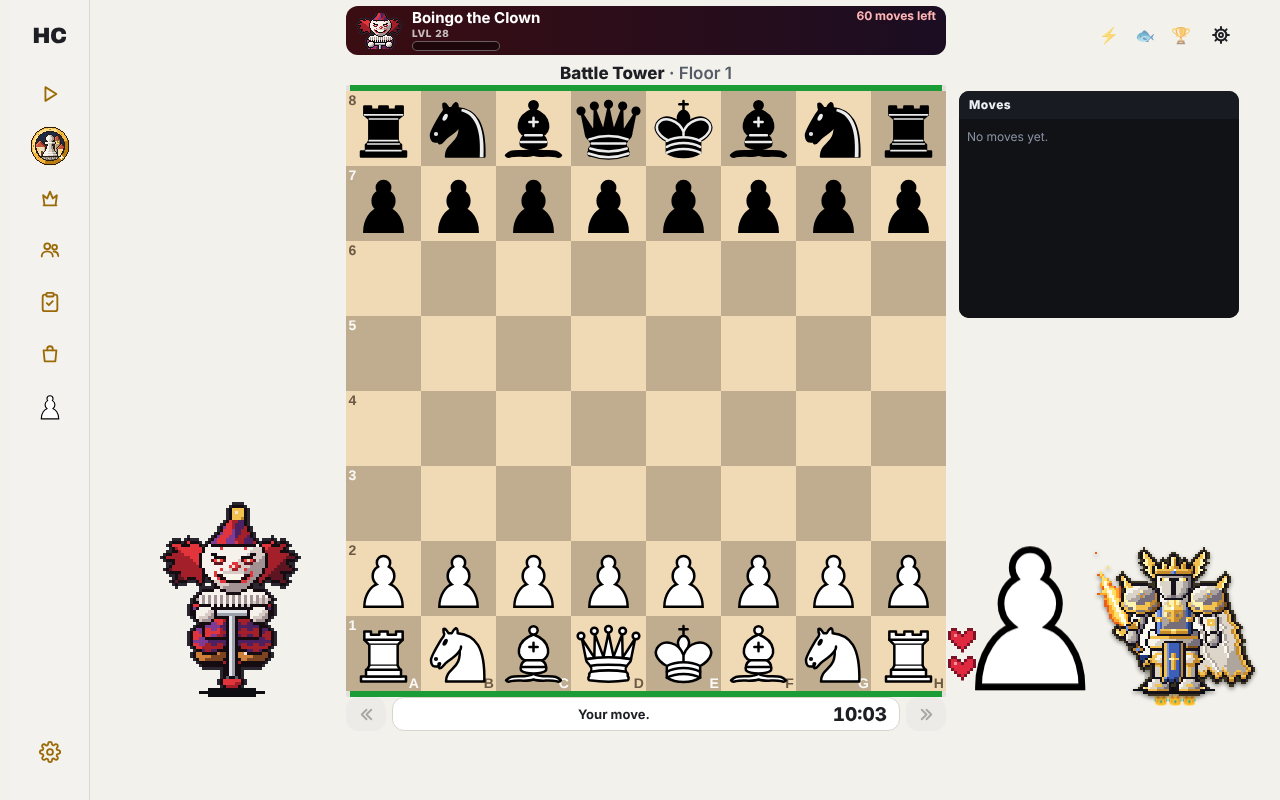 HC
Boingo the Clown
60 moves left
LVL 28
Battle Tower · Floor 1
Moves
No moves yet.
8
7
6
5
4
3
2
1
A B C D E F G H
Your move.
10:03